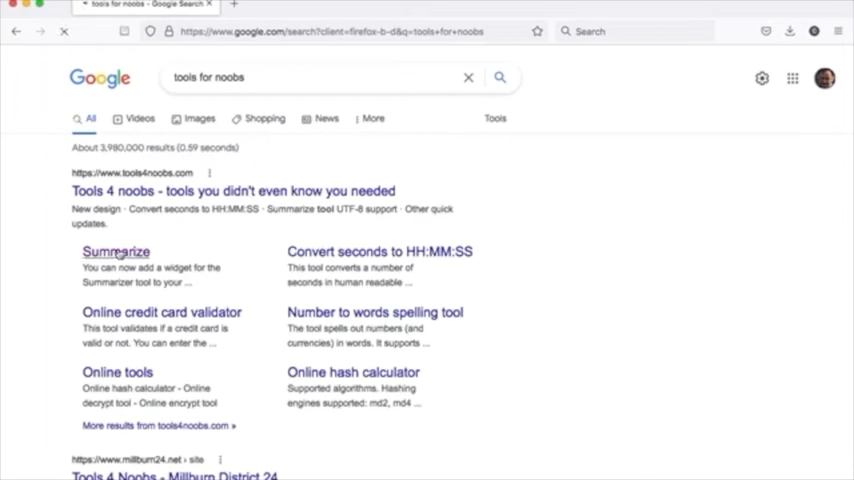 tools for noobs - Google Search
https://www.google.com/search?client=firefox-b-d&q=tools+for+noobs
Search
Google
tools for noobs
All Videos Images Shopping News More Tools
About 3,980,000 results (0.59 seconds)
https://www.tools4noobs.com
Tools 4 noobs - tools you didn't even know you needed
New design · Convert seconds to HH:MM:SS · Summarize tool UTF-8 support · Other quick
updates.
Summarize
You can now add a widget for the
Summarizer tool to your ...
Convert seconds to HH:MM:SS
This tool converts a number of
seconds in human readable ...
Online credit card validator
This tool validates if a credit card is
valid or not. You can enter the ...
Number to words spelling tool
The tool spells out numbers (and
currencies) in words. It supports ...
Online tools
Online hash calculator - Online
decrypt tool - Online encrypt tool
Online hash calculator
Supported algorithms. Hashing
engines supported: md2, md4 ...
More results from tools4noobs.com »
https://www.millburn24.net › site
Tools 4 Noobs - Millburn District 24